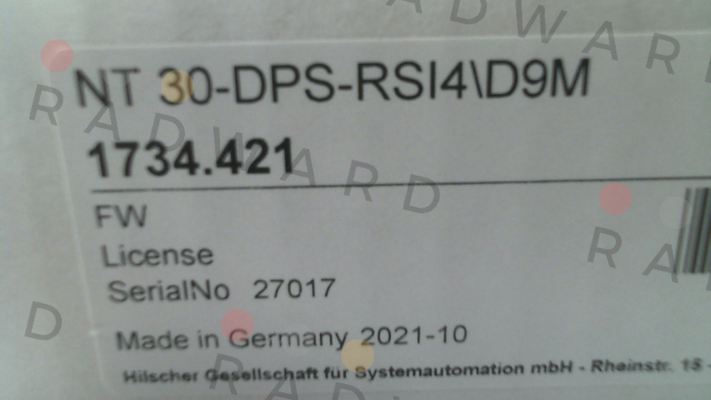 NT 30-DPS-RSI4\D9M
1734.421
FW
License
SerialNo 27017
Made in Germany 2021-10
Hilscher Gesellschaft für Systemautomation mbH - Rheinstr. 15 -
RADWARD